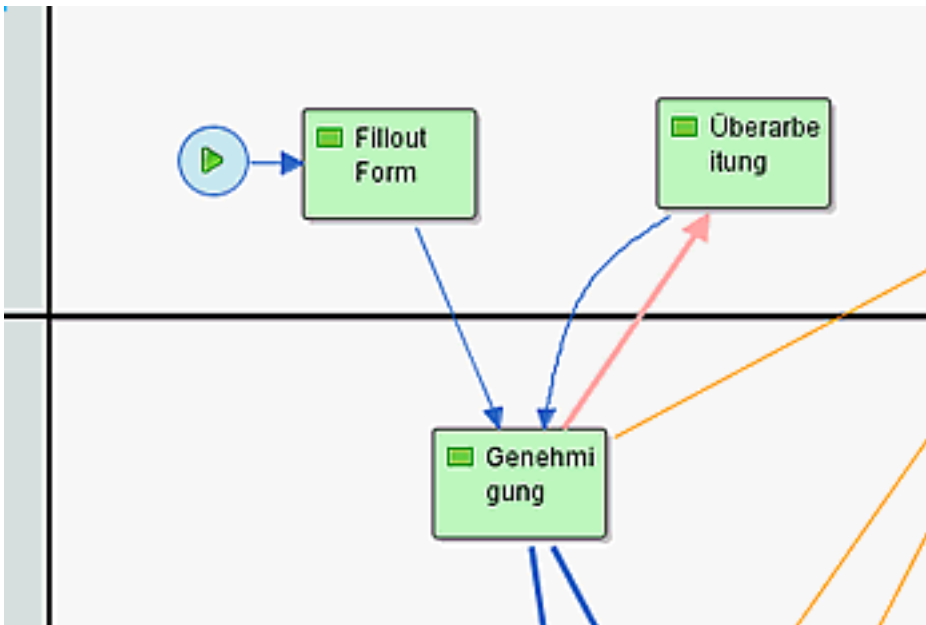 Fillout
Form
Überarbe
itung
Genehmi
gung